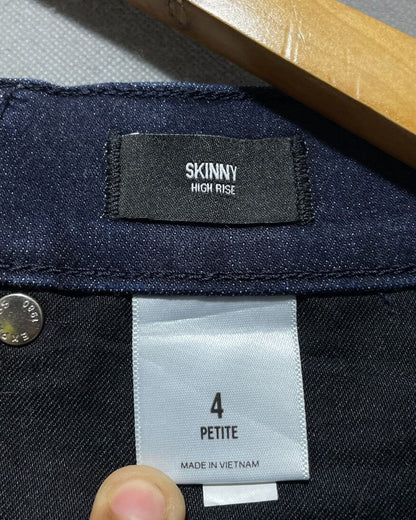 SKINNY
HIGH RISE
4
PETITE
MADE IN VIETNAM